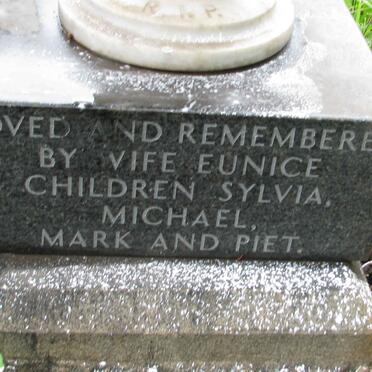 R.I.P.
OVED AND REMEMBERE
BY WIFE EUNICE
CHILDREN SYLVIA,
MICHAEL,
MARK AND PIET.